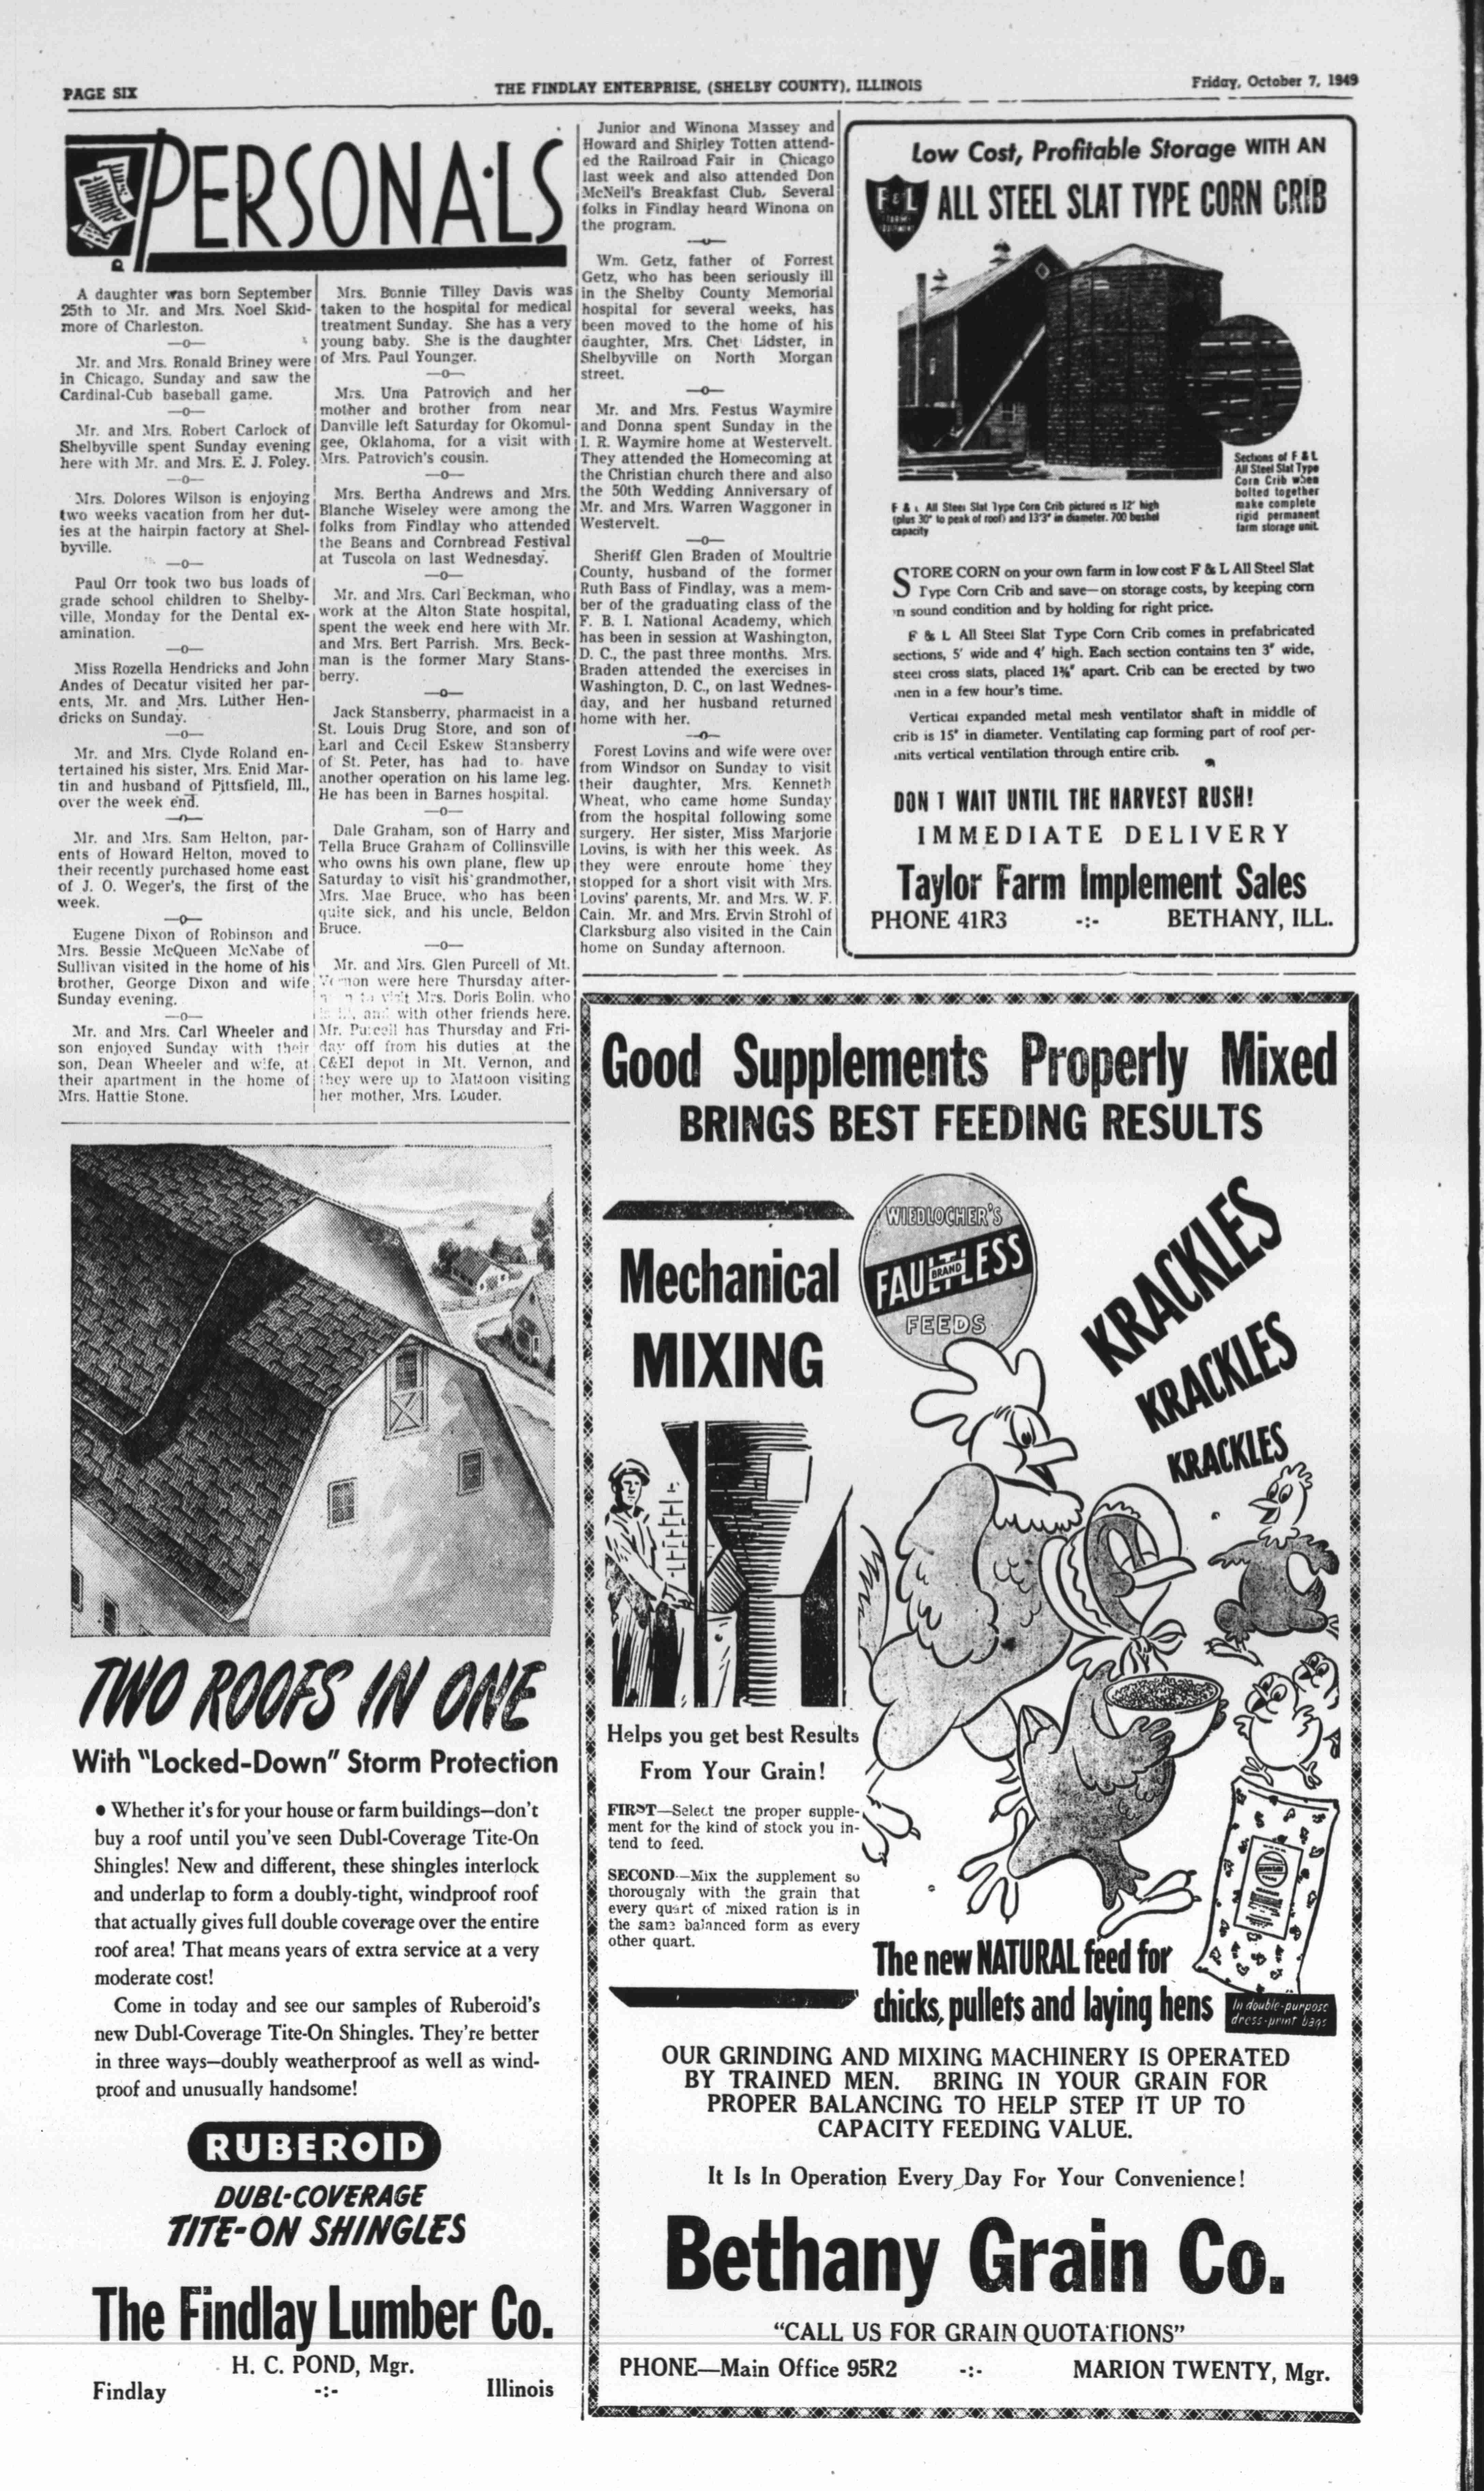 PAGE SIX
THE FINDLAY ENTERPRISE, (SHELBY COUNTY), ILLINOIS
Friday, October 7, 1949
PERSONALS
A daughter was born September
25th to Mr. and Mrs. Noel Skid-
more of Charleston.
—o—
Mr. and Mrs. Ronald Briney were
in Chicago, Sunday and saw the
Cardinal-Cub baseball game.
—o—
Mr. and Mrs. Robert Carlock of
Shelbyville spent Sunday evening
here with Mr. and Mrs. E. J. Foley.
—o—
Mrs. Dolores Wilson is enjoying
two weeks vacation from her dut-
ies at the hairpin factory at Shel-
byville.
—o—
Paul Orr took two bus loads of
grade school children to Shelby-
ville, Monday for the Dental ex-
amination.
—o—
Miss Rozella Hendricks and John
Andes of Decatur visited her par-
ents, Mr. and Mrs. Luther Hen-
dricks on Sunday.
—o—
Mr. and Mrs. Clyde Roland en-
tertained his sister, Mrs. Enid Mar-
tin and husband of Pittsfield, Ill.,
over the week end.
—o—
Mr. and Mrs. Sam Helton, par-
ents of Howard Helton, moved to
their recently purchased home east
of J. O. Weger's, the first of the
week.
—o—
Eugene Dixon of Robinson and
Mrs. Bessie McQueen McNabe of
Sullivan visited in the home of his
brother, George Dixon and wife
Sunday evening.
—o—
Mr. and Mrs. Carl Wheeler and
son enjoyed Sunday with their
son, Dean Wheeler and wife, at
their apartment in the home of
Mrs. Hattie Stone.
Mrs. Bonnie Tilley Davis was
taken to the hospital for medical
treatment Sunday. She has a very
young baby. She is the daughter
of Mrs. Paul Younger.
—o—
Mrs. Una Patrovich and her
mother and brother from near
Danville left Saturday for Okomul-
gee, Oklahoma, for a visit with
Mrs. Patrovich's cousin.
—o—
Mrs. Bertha Andrews and Mrs.
Blanche Wiseley were among the
folks from Findlay who attended
the Beans and Cornbread Festival
at Tuscola on last Wednesday.
—o—
Mr. and Mrs. Carl Beckman, who
work at the Alton State hospital,
spent the week end here with Mr.
and Mrs. Bert Parrish. Mrs. Beck-
man is the former Mary Stans-
berry.
—o—
Jack Stansberry, pharmacist in a
St. Louis Drug Store, and son of
Earl and Cecil Eskew Stansberry
of St. Peter, has had to have
another operation on his lame leg.
He has been in Barnes hospital.
—o—
Dale Graham, son of Harry and
Tella Bruce Graham of Collinsville
who owns his own plane, flew up
Saturday to visit his grandmother,
Mrs. Mae Bruce, who has been
quite sick, and his uncle, Beldon
Bruce.
—o—
Mr. and Mrs. Glen Purcell of Mt.
Vernon were here Thursday after-
to visit Mrs. Doris Bolin, who
and with other friends here.
Mr. Purcell has Thursday and Fri-
day off from his duties at the
C&EI depot in Mt. Vernon, and
they were up to Mattoon visiting
her mother, Mrs. Louder.
Junior and Winona Massey and
Howard and Shirley Totten attend-
ed the Railroad Fair in Chicago
last week and also attended Don
McNeil's Breakfast Club. Several
folks in Findlay heard Winona on
the program.
—o—
Wm. Getz, father of Forrest
Getz, who has been seriously ill
in the Shelby County Memorial
hospital for several weeks, has
been moved to the home of his
daughter, Mrs. Chet Lidster, in
Shelbyville on North Morgan
street.
—o—
Mr. and Mrs. Festus Waymire
and Donna spent Sunday in the
I. R. Waymire home at Westervelt.
They attended the Homecoming at
the Christian church there and also
the 50th Wedding Anniversary of
Mr. and Mrs. Warren Waggoner in
Westervelt.
—o—
Sheriff Glen Braden of Moultrie
County, husband of the former
Ruth Bass of Findlay, was a mem-
ber of the graduating class of the
F. B. I. National Academy, which
has been in session at Washington,
D. C., the past three months. Mrs.
Braden attended the exercises in
Washington, D. C., on last Wednes-
day, and her husband returned
home with her.
—o—
Forest Lovins and wife were over
from Windsor on Sunday to visit
their daughter, Mrs. Kenneth
Wheat, who came home Sunday
from the hospital following some
surgery. Her sister, Miss Marjorie
Lovins, is with her this week. As
they were enroute home they
stopped for a short visit with Mrs.
Lovins' parents, Mr. and Mrs. W. F.
Cain. Mr. and Mrs. Ervin Strohl of
Clarksburg also visited in the Cain
home on Sunday afternoon.
Low Cost, Profitable Storage WITH AN
F & L
ALL STEEL SLAT TYPE CORN CRIB
F & L All Steel Slat Type Corn Crib pictured is 12' high
(plus 30" to peak of roof) and 13'3" in diameter. 700 bushel
capacity
Sections of F & L
All Steel Slat Type
Corn Crib when
bolted together
make complete
rigid permanent
farm storage unit.
STORE CORN on your own farm in low cost F & L All Steel Slat
Type Corn Crib and save—on storage costs, by keeping corn
in sound condition and by holding for right price.
F & L All Steel Slat Type Corn Crib comes in prefabricated
sections, 5' wide and 4' high. Each section contains ten 3" wide,
steel cross slats, placed 1⅝" apart. Crib can be erected by two
men in a few hour's time.
Vertical expanded metal mesh ventilator shaft in middle of
crib is 15" in diameter. Ventilating cap forming part of roof per-
mits vertical ventilation through entire crib.
DON'T WAIT UNTIL THE HARVEST RUSH!
IMMEDIATE DELIVERY
Taylor Farm Implement Sales
PHONE 41R3 -:- BETHANY, ILL.
TWO ROOFS IN ONE
With "Locked-Down" Storm Protection
• Whether it's for your house or farm buildings—don't
buy a roof until you've seen Dubl-Coverage Tite-On
Shingles! New and different, these shingles interlock
and underlap to form a doubly-tight, windproof roof
that actually gives full double coverage over the entire
roof area! That means years of extra service at a very
moderate cost!
Come in today and see our samples of Ruberoid's
new Dubl-Coverage Tite-On Shingles. They're better
in three ways—doubly weatherproof as well as wind-
proof and unusually handsome!
RUBEROID
DUBL-COVERAGE
TITE-ON SHINGLES
The Findlay Lumber Co.
H. C. POND, Mgr.
Findlay -:- Illinois
Good Supplements Properly Mixed
BRINGS BEST FEEDING RESULTS
Mechanical
MIXING
WIEDLOCHER'S
FAULTLESS
BRAND
FEEDS
KRACKLES
KRACKLES
KRACKLES
Helps you get best Results
From Your Grain!
FIRST—Select the proper supple-
ment for the kind of stock you in-
tend to feed.
SECOND—Mix the supplement so
thoroughly with the grain that
every quart of mixed ration is in
the same balanced form as every
other quart.
The new NATURAL feed for
chicks, pullets and laying hens
In double-purpose
dress-print bags
OUR GRINDING AND MIXING MACHINERY IS OPERATED
BY TRAINED MEN. BRING IN YOUR GRAIN FOR
PROPER BALANCING TO HELP STEP IT UP TO
CAPACITY FEEDING VALUE.
It Is In Operation Every Day For Your Convenience!
Bethany Grain Co.
"CALL US FOR GRAIN QUOTATIONS"
PHONE—Main Office 95R2 -:- MARION TWENTY, Mgr.